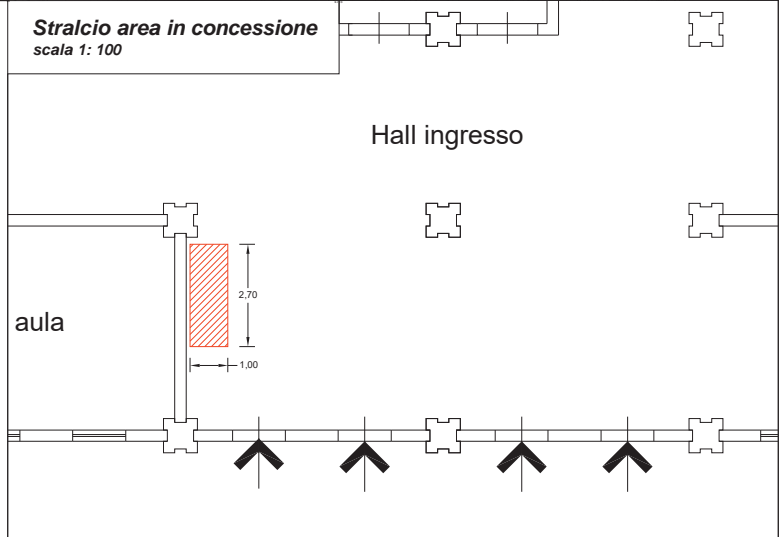 Stralcio area in concessione
scala 1: 100
Hall ingresso
2,70
aula
1,00